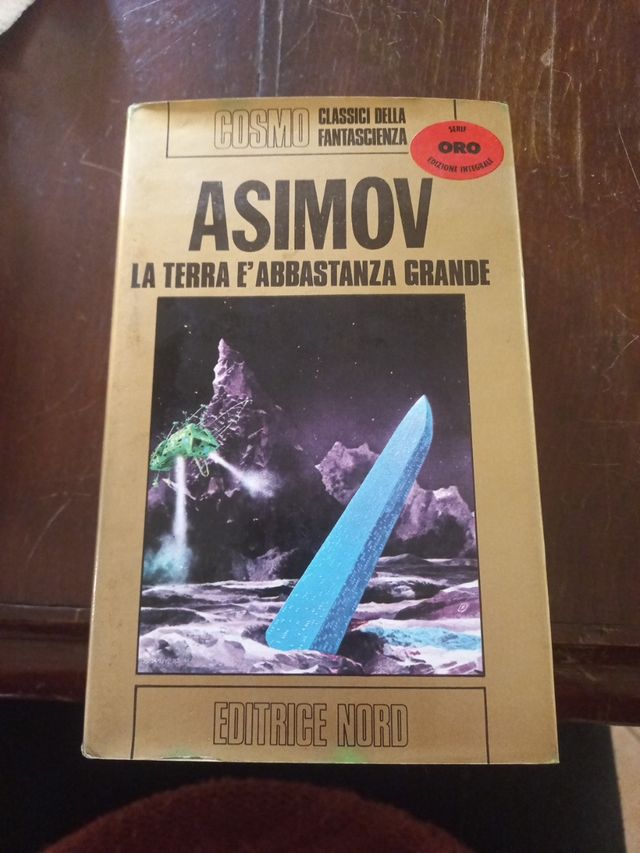 COSMO
CLASSICI DELLA
FANTASCIENZA
SERIE
ORO
EDIZIONE INTEGRALE
ASIMOV
LA TERRA E' ABBASTANZA GRANDE
EDITRICE NORD